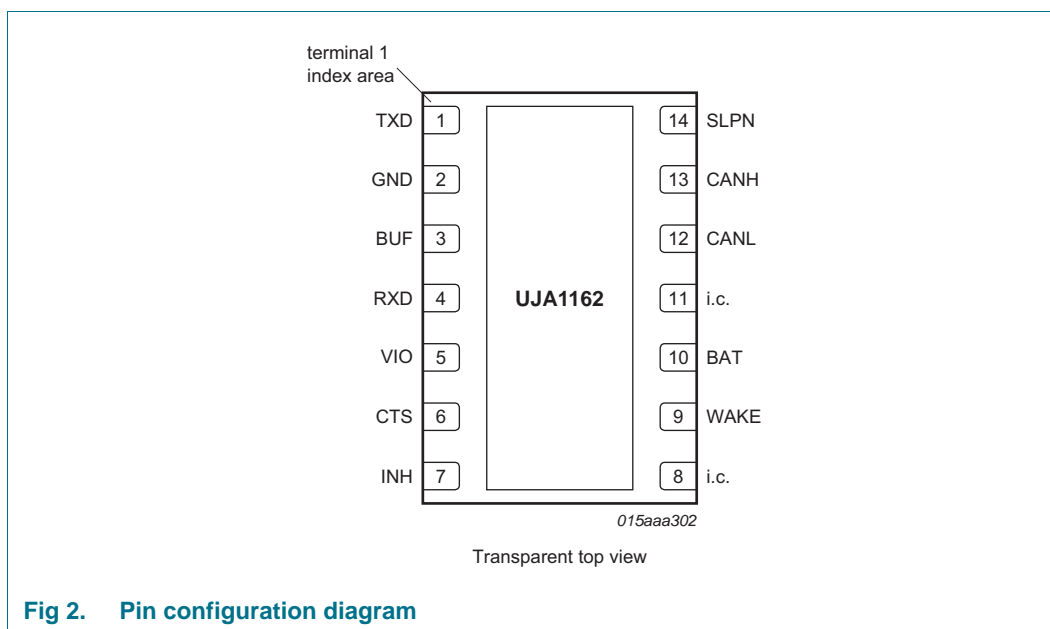 terminal 1
index area
TXD 1 14 SLPN
GND 2 13 CANH
BUF 3 12 CANL
RXD 4 UJA1162 11 i.c.
VIO 5 10 BAT
CTS 6 9 WAKE
INH 7 8 i.c.
015aaa302
Transparent top view
Fig 2. Pin configuration diagram